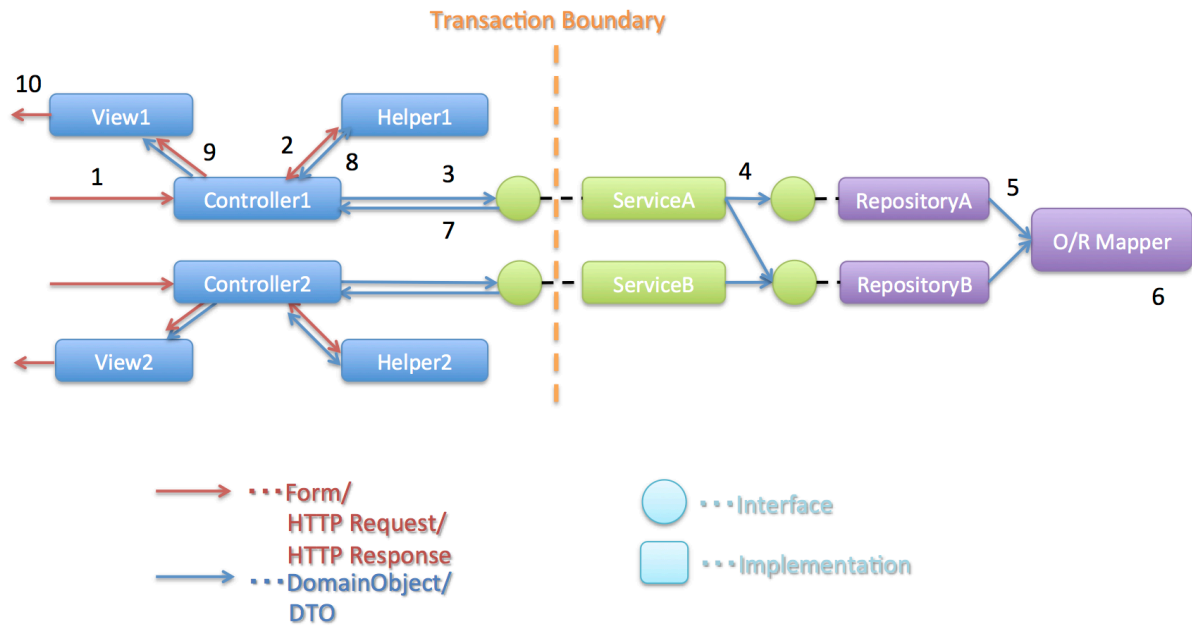 Transaction Boundary
10
View1
Helper1
2
9
8
1
3
4
5
Controller1
ServiceA
RepositoryA
7
O/R Mapper
Controller2
ServiceB
RepositoryB
6
View2
Helper2
···Form/
HTTP Request/
HTTP Response
···DomainObject/
DTO
···Interface
···Implementation